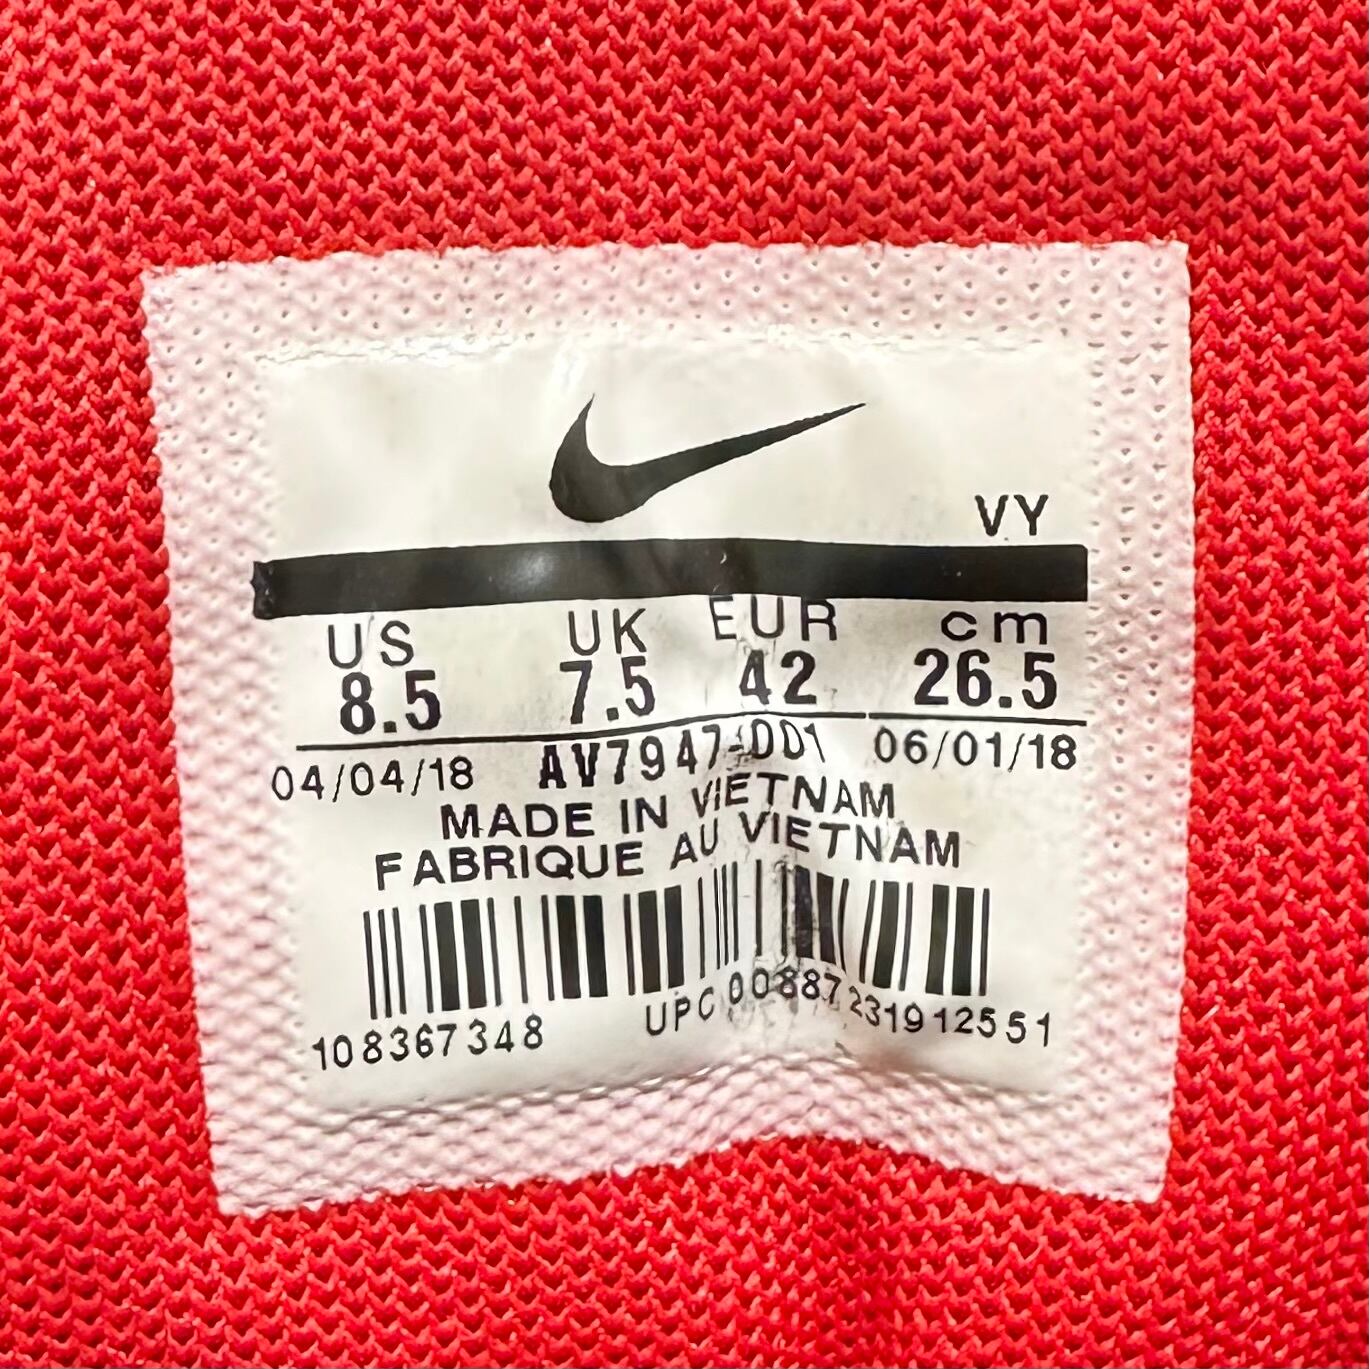 VY
US UK EUR cm
8.5 7.5 42 26.5
04/04/18 AV7947-001 06/01/18
MADE IN VIETNAM
FABRIQUE AU VIETNAM
108367348 UPC 00887231912551